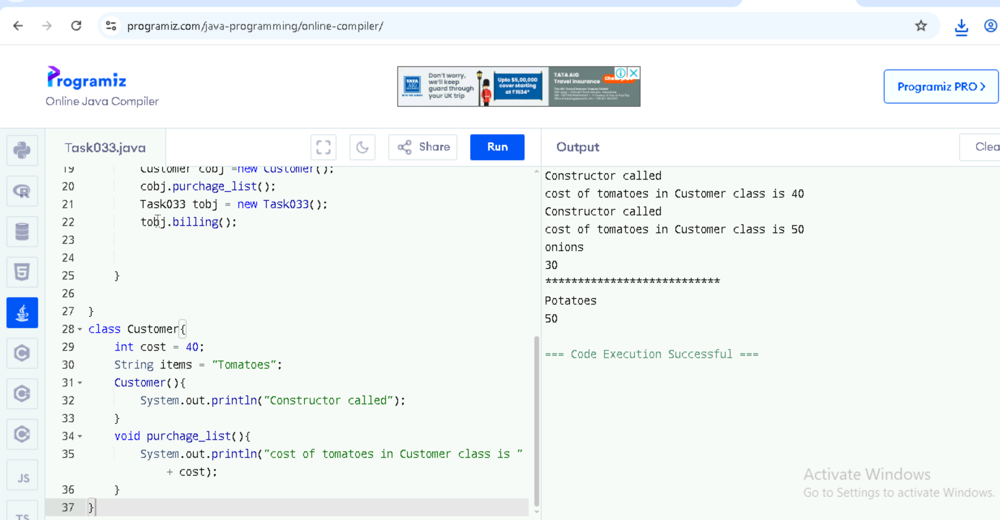 programiz.com/java-programming/online-compiler/
Programiz
Online Java Compiler
TATA AIG
Don't worry,
we'll keep
guard through
your UK trip
Upto $5,00,000
cover starting
at ₹1534*
TATA AIG
Travel Insurance
Programiz PRO >
Task033.java
Share
Run
Output
Clea
19 Customer cobj =new Customer();
20 cobj.purchage_list();
21 Task033 tobj = new Task033();
22 tobj.billing();
23
24
25 }
26
27 }
28 class Customer{
29 int cost = 40;
30 String items = "Tomatoes";
31 Customer(){
32 System.out.println("Constructor called");
33 }
34 void purchage_list(){
35 System.out.println("cost of tomatoes in Customer class is "
+ cost);
36 }
37 }
Constructor called
cost of tomatoes in Customer class is 40
Constructor called
cost of tomatoes in Customer class is 50
onions
30
***************************
Potatoes
50
=== Code Execution Successful ===
JS
TS
Activate Windows
Go to Settings to activate Windows.